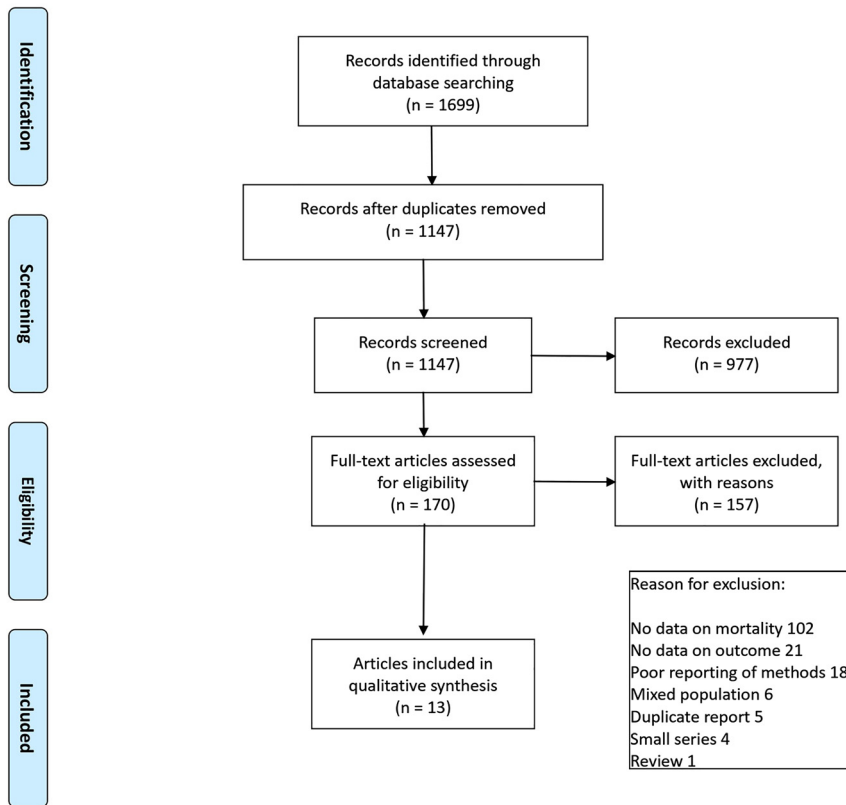 Identification
Records identified through
database searching
(n = 1699)
Records after duplicates removed
(n = 1147)
Screening
Records screened
(n = 1147)
Records excluded
(n = 977)
Eligibility
Full-text articles assessed
for eligibility
(n = 170)
Full-text articles excluded,
with reasons
(n = 157)
Reason for exclusion:
No data on mortality 102
No data on outcome 21
Poor reporting of methods 18
Mixed population 6
Duplicate report 5
Small series 4
Review 1
Included
Articles included in
qualitative synthesis
(n = 13)